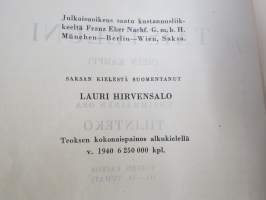 Julkaisuoikeus saatu kustannusliik-
keeltä Franz Eher Nachf. G. m. b. H.
München—Berlin—Wien, Saksa.
SAKSAN KIELESTÄ SUOMENTANUT
LAURI HIRVENSALO
TILINTEKO
Teoksen kokonaispainos alkukielellä
v. 1940 6 250 000 kpl.